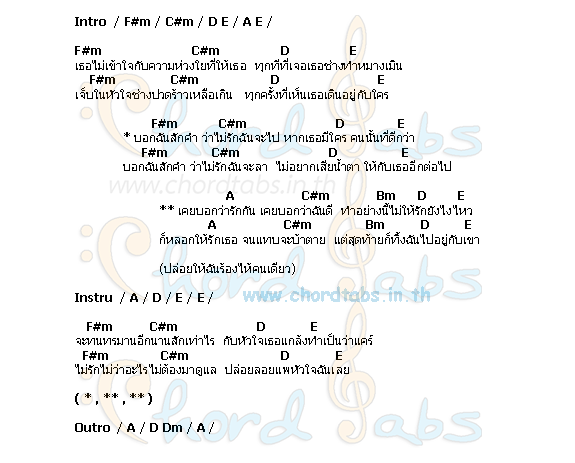 Intro / F#m / C#m / D E / A E /
F#m C#m D E
เธอไม่เข้าใจกับความห่วงใยที่ให้เธอ ทุกทีที่เจอเธอช่างทำหมางเมิน
F#m C#m D E
เจ็บในหัวใจช่างปวดร้าวเหลือเกิน ทุกครั้งที่เห็นเธอเดินอยู่กับใคร
F#m C#m D E
* บอกฉันสักคำ ว่าไม่รักฉันจะไป หากเธอมีใคร คนนั้นที่ดีกว่า
F#m C#m D E
บอกฉันสักคำ ว่าไม่รักฉันจะลา ไม่อยากเสียน้ำตา ให้กับเธออีกต่อไป
www.chordtabs.in.th
A C#m Bm D E
** เคยบอกว่ารักกัน เคยบอกว่าฉันดี ทำอย่างนี้ไม่ให้รักยังไงไหว
A C#m Bm D E
ก็หลอกให้รักเธอ จนแทบจะบ้าตาย แต่สุดท้ายก็ทิ้งฉันไปอยู่กับเขา
(ปล่อยให้ฉันร้องไห้คนเดียว)
Instru / A / D / E / E /
www.chordtabs.in.th
F#m C#m D E
จะทนทรมานอีกนานสักเท่าไร กับหัวใจเธอแกล้งทำเป็นว่าแคร์
F#m C#m D E
ไม่รักไม่ว่าอะไรไม่ต้องมาดูแล ปล่อยลอยแพหัวใจฉันเลย
( * , ** , ** )
Outro / A / D Dm / A /